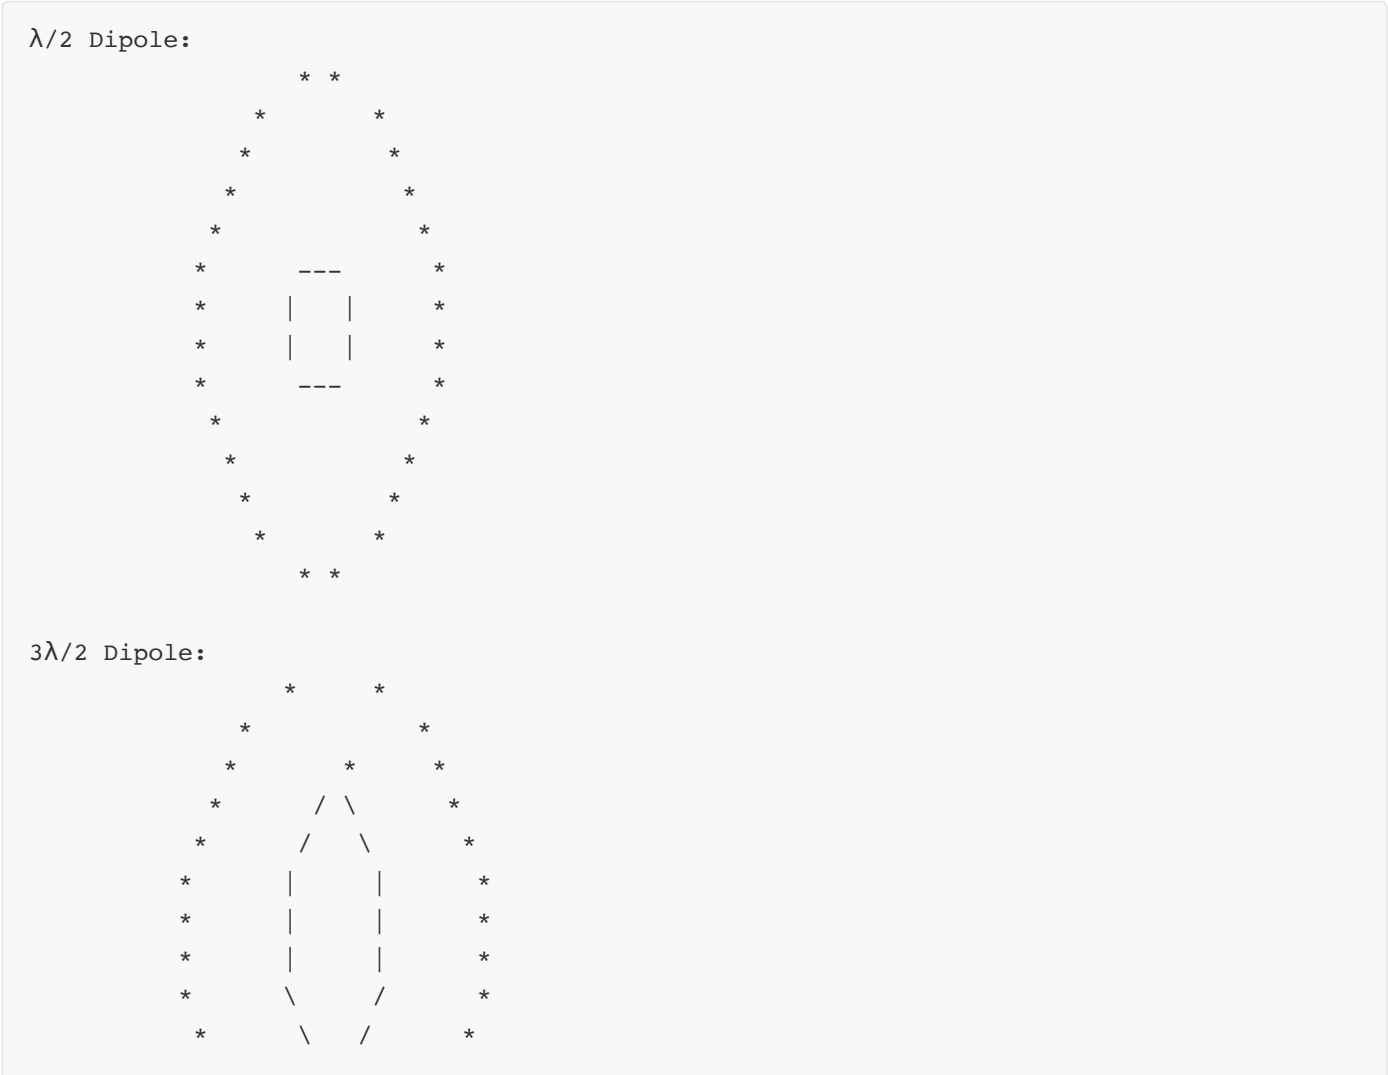 λ/2 Dipole:
                  * *
               *       *
              *         *
             *           *
            *             *
           *      ---      *
           *     |   |     *
           *     |   |     *
           *      ---      *
            *             *
             *           *
              *         *
               *       *
                  * *

3λ/2 Dipole:
                 *     *
              *           *
             *       *     *
            *      / \      *
           *      /   \      *
          *      |     |      *
          *      |     |      *
          *      |     |      *
          *      \     /      *
           *      \   /      *